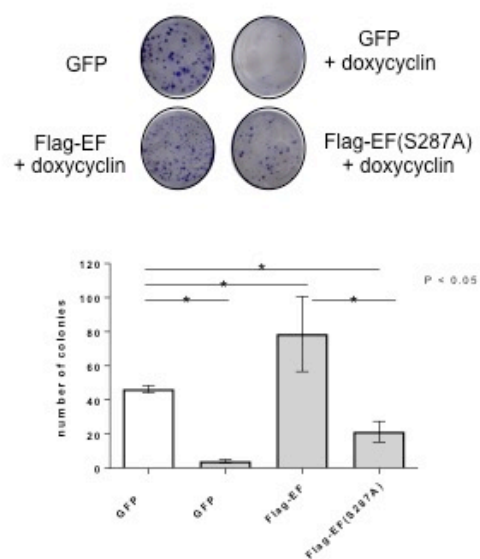 GFP
GFP
+ doxycyclin
Flag-EF
+ doxycyclin
Flag-EF(S287A)
+ doxycyclin
120
100
80
60
40
20
0
number of colonies
*
*
*
*
P < 0.05
GFP
GFP
Flag-EF
Flag-EF(S287A)